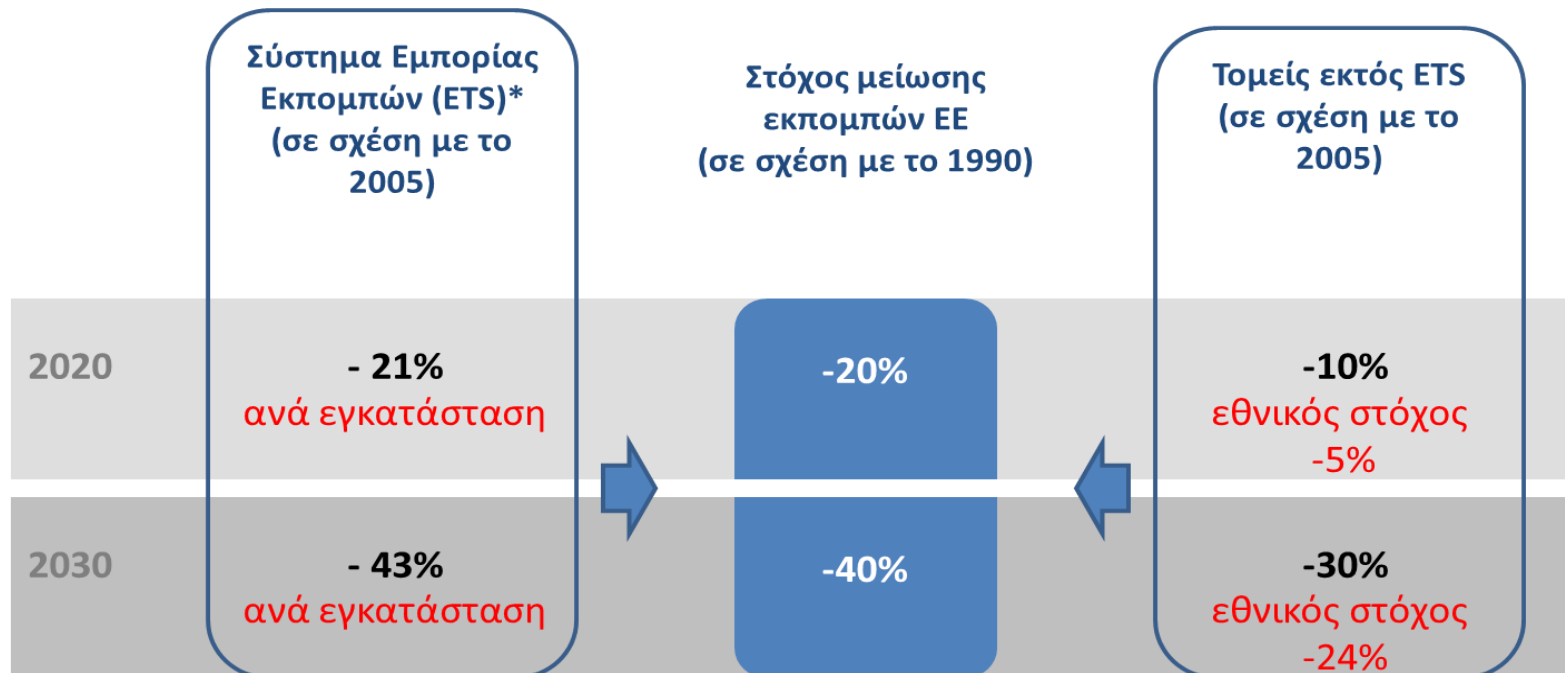 Σύστημα Εμπορίας
Εκπομπών (ETS)*
(σε σχέση με το
2005)
Στόχος μείωσης
εκπομπών ΕΕ
(σε σχέση με το 1990)
Τομείς εκτός ETS
(σε σχέση με το
2005)
2020
- 21%
ανά εγκατάσταση
-20%
-10%
εθνικός στόχος
-5%
2030
- 43%
ανά εγκατάσταση
-40%
-30%
εθνικός στόχος
-24%